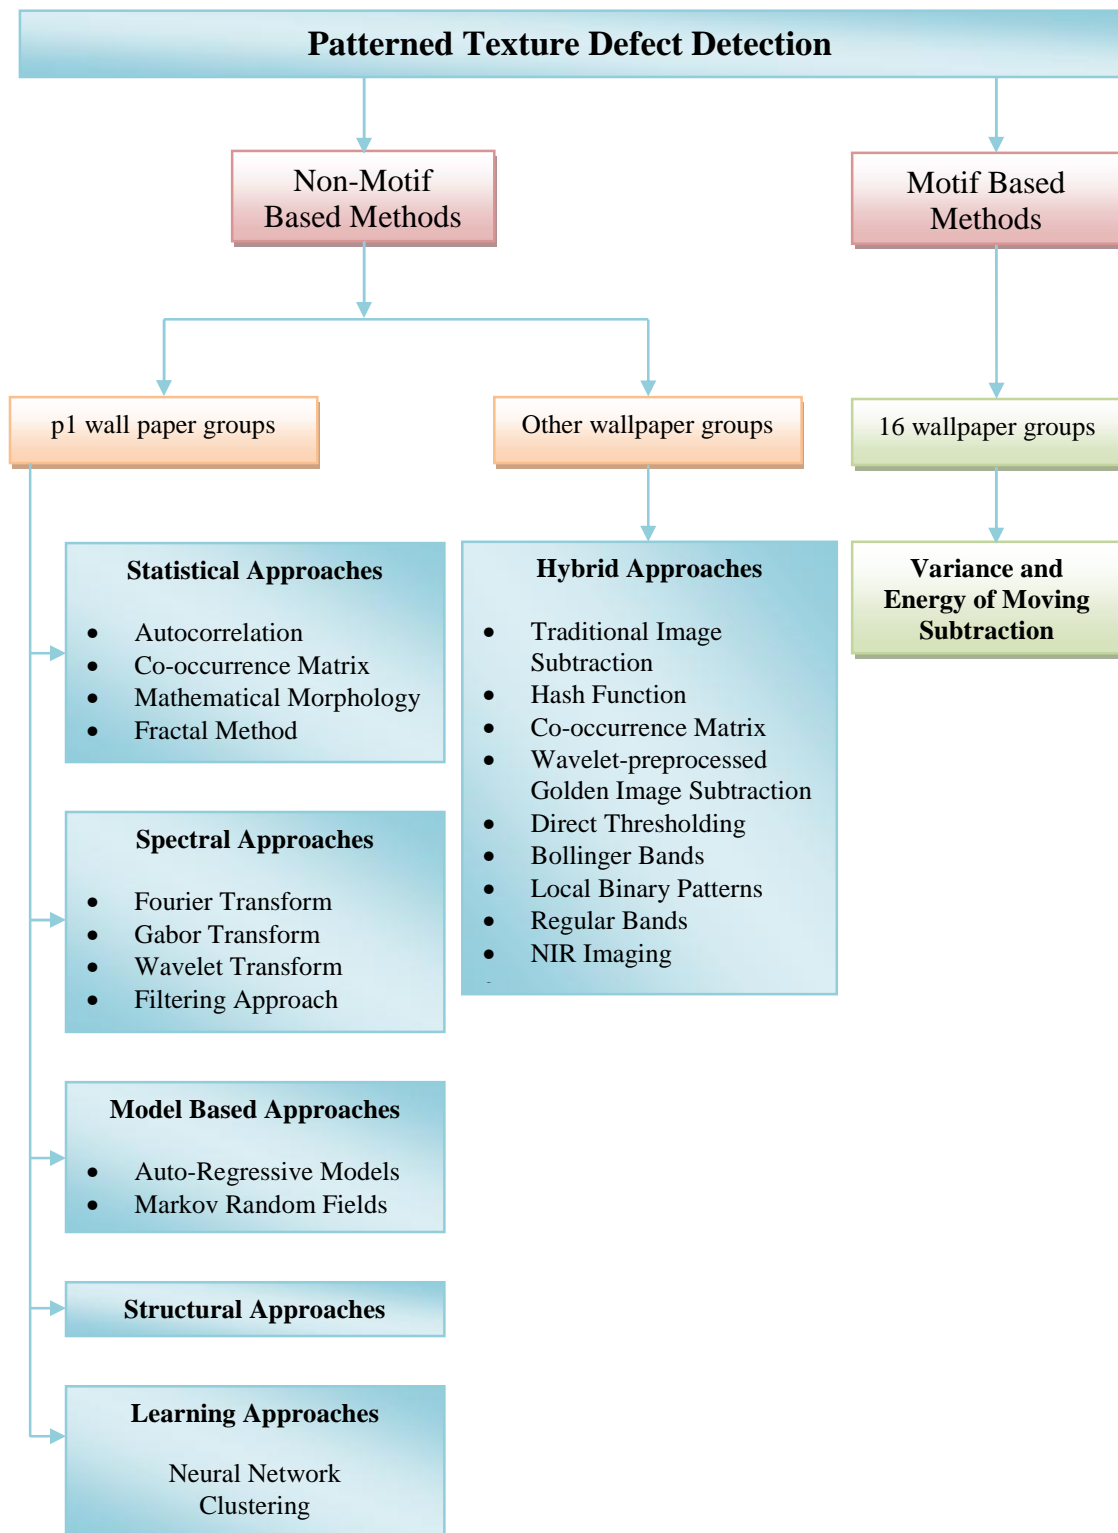 Patterned Texture Defect Detection
Non-Motif
Based Methods
Motif Based
Methods
p1 wall paper groups
Other wallpaper groups
16 wallpaper groups
Statistical Approaches
• Autocorrelation
• Co-occurrence Matrix
• Mathematical Morphology
• Fractal Method
Spectral Approaches
• Fourier Transform
• Gabor Transform
• Wavelet Transform
• Filtering Approach
Model Based Approaches
• Auto-Regressive Models
• Markov Random Fields
Structural Approaches
Learning Approaches
Neural Network
Clustering
Hybrid Approaches
• Traditional Image
Subtraction
• Hash Function
• Co-occurrence Matrix
• Wavelet-preprocessed
Golden Image Subtraction
• Direct Thresholding
• Bollinger Bands
• Local Binary Patterns
• Regular Bands
• NIR Imaging
Variance and
Energy of Moving
Subtraction